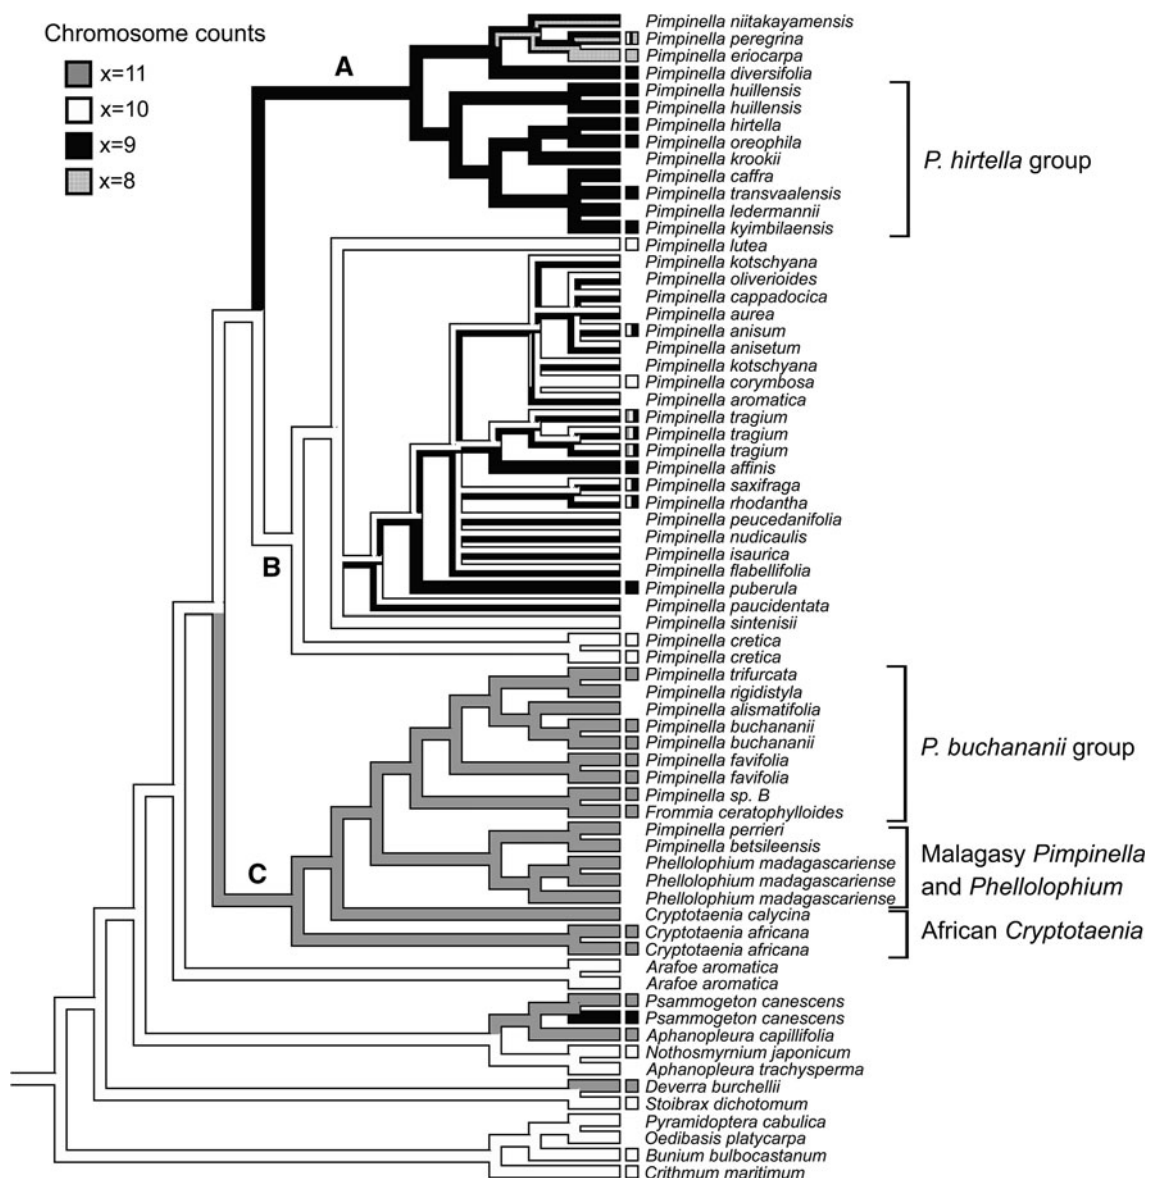 Chromosome counts
x=11
x=10
x=9
x=8
A
B
C
Pimpinella niitakayamensis
Pimpinella peregrina
Pimpinella eriocarpa
Pimpinella diversifolia
Pimpinella huillensis
Pimpinella huillensis
Pimpinella hirtella
Pimpinella oreophila
Pimpinella krookii
Pimpinella caffra
Pimpinella transvaalensis
Pimpinella ledermannii
Pimpinella kyimbilaensis
Pimpinella lutea
Pimpinella kotschyana
Pimpinella oliverioides
Pimpinella cappadocica
Pimpinella aurea
Pimpinella anisum
Pimpinella anisetum
Pimpinella kotschyana
Pimpinella corymbosa
Pimpinella aromatica
Pimpinella tragium
Pimpinella tragium
Pimpinella tragium
Pimpinella affinis
Pimpinella saxifraga
Pimpinella rhodantha
Pimpinella peucedanifolia
Pimpinella nudicaulis
Pimpinella isaurica
Pimpinella flabellifolia
Pimpinella puberula
Pimpinella paucidentata
Pimpinella sintenisii
Pimpinella cretica
Pimpinella cretica
Pimpinella trifurcata
Pimpinella rigidistyla
Pimpinella alismatifolia
Pimpinella buchananii
Pimpinella buchananii
Pimpinella favifolia
Pimpinella favifolia
Pimpinella sp. B
Frommia ceratophylloides
Pimpinella perrieri
Pimpinella betsileensis
Phellolophium madagascariense
Phellolophium madagascariense
Phellolophium madagascariense
Cryptotaenia calycina
Cryptotaenia africana
Cryptotaenia africana
Arafoe aromatica
Arafoe aromatica
Psammogeton canescens
Psammogeton canescens
Aphanopleura capillifolia
Nothosmyrnium japonicum
Aphanopleura trachysperma
Deverra burchellii
Stoibrax dichotomum
Pyramidoptera cabulica
Oedibasis platycarpa
Bunium bulbocastanum
Crithmum maritimum
P. hirtella group
P. buchananii group
Malagasy Pimpinella
and Phellolophium
African Cryptotaenia